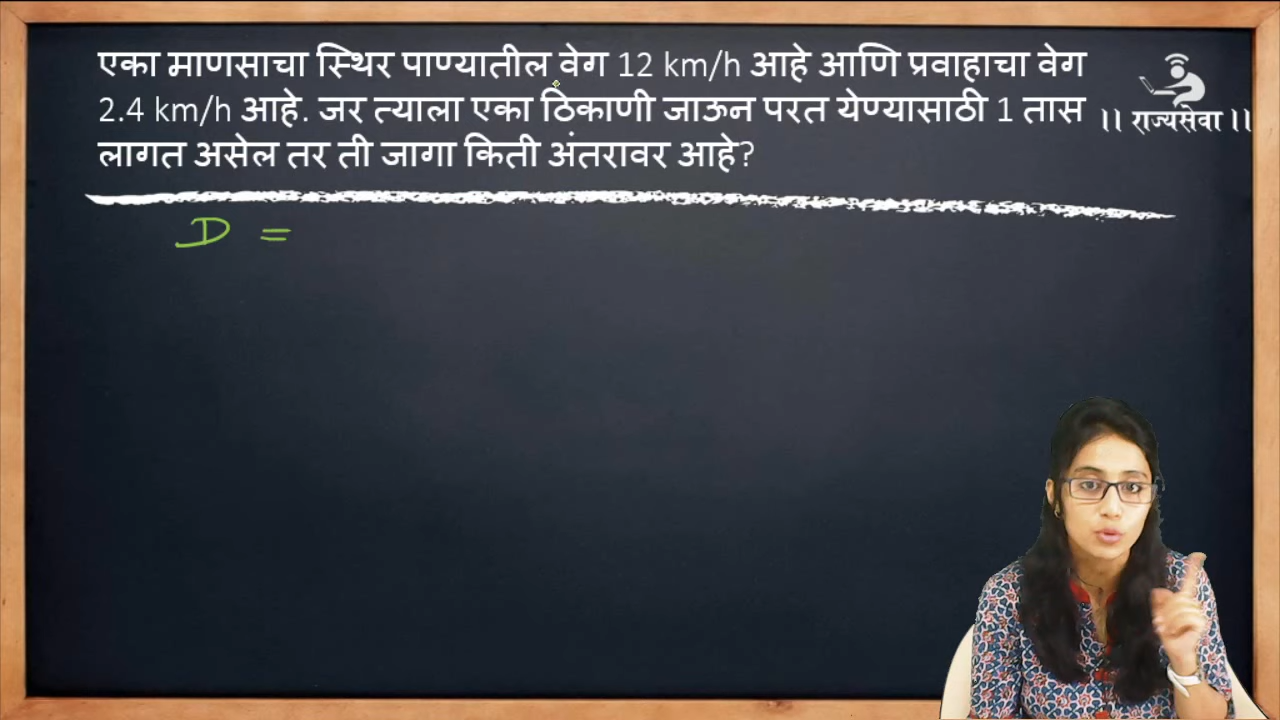 एका माणसाचा स्थिर पाण्यातील वेग 12 km/h आहे आणि प्रवाहाचा वेग
2.4 km/h आहे. जर त्याला एका ठिकाणी जाऊन परत येण्यासाठी 1 तास
लागत असेल तर ती जागा किती अंतरावर आहे?
।। राज्यसेवा ।।
D =